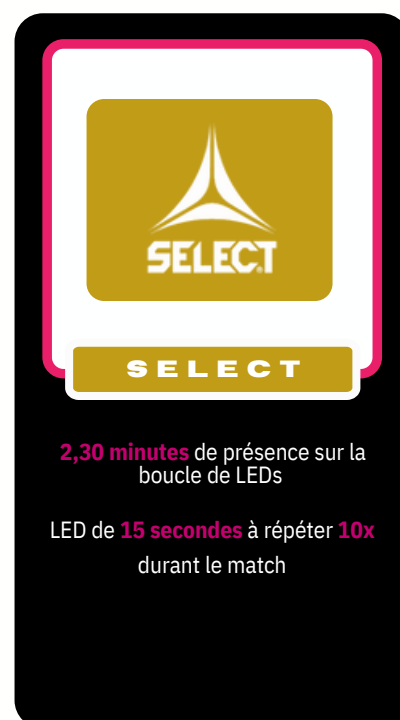 SELECT
SELECT
2,30 minutes de présence sur la
boucle de LEDs
LED de 15 secondes à répéter 10x
durant le match